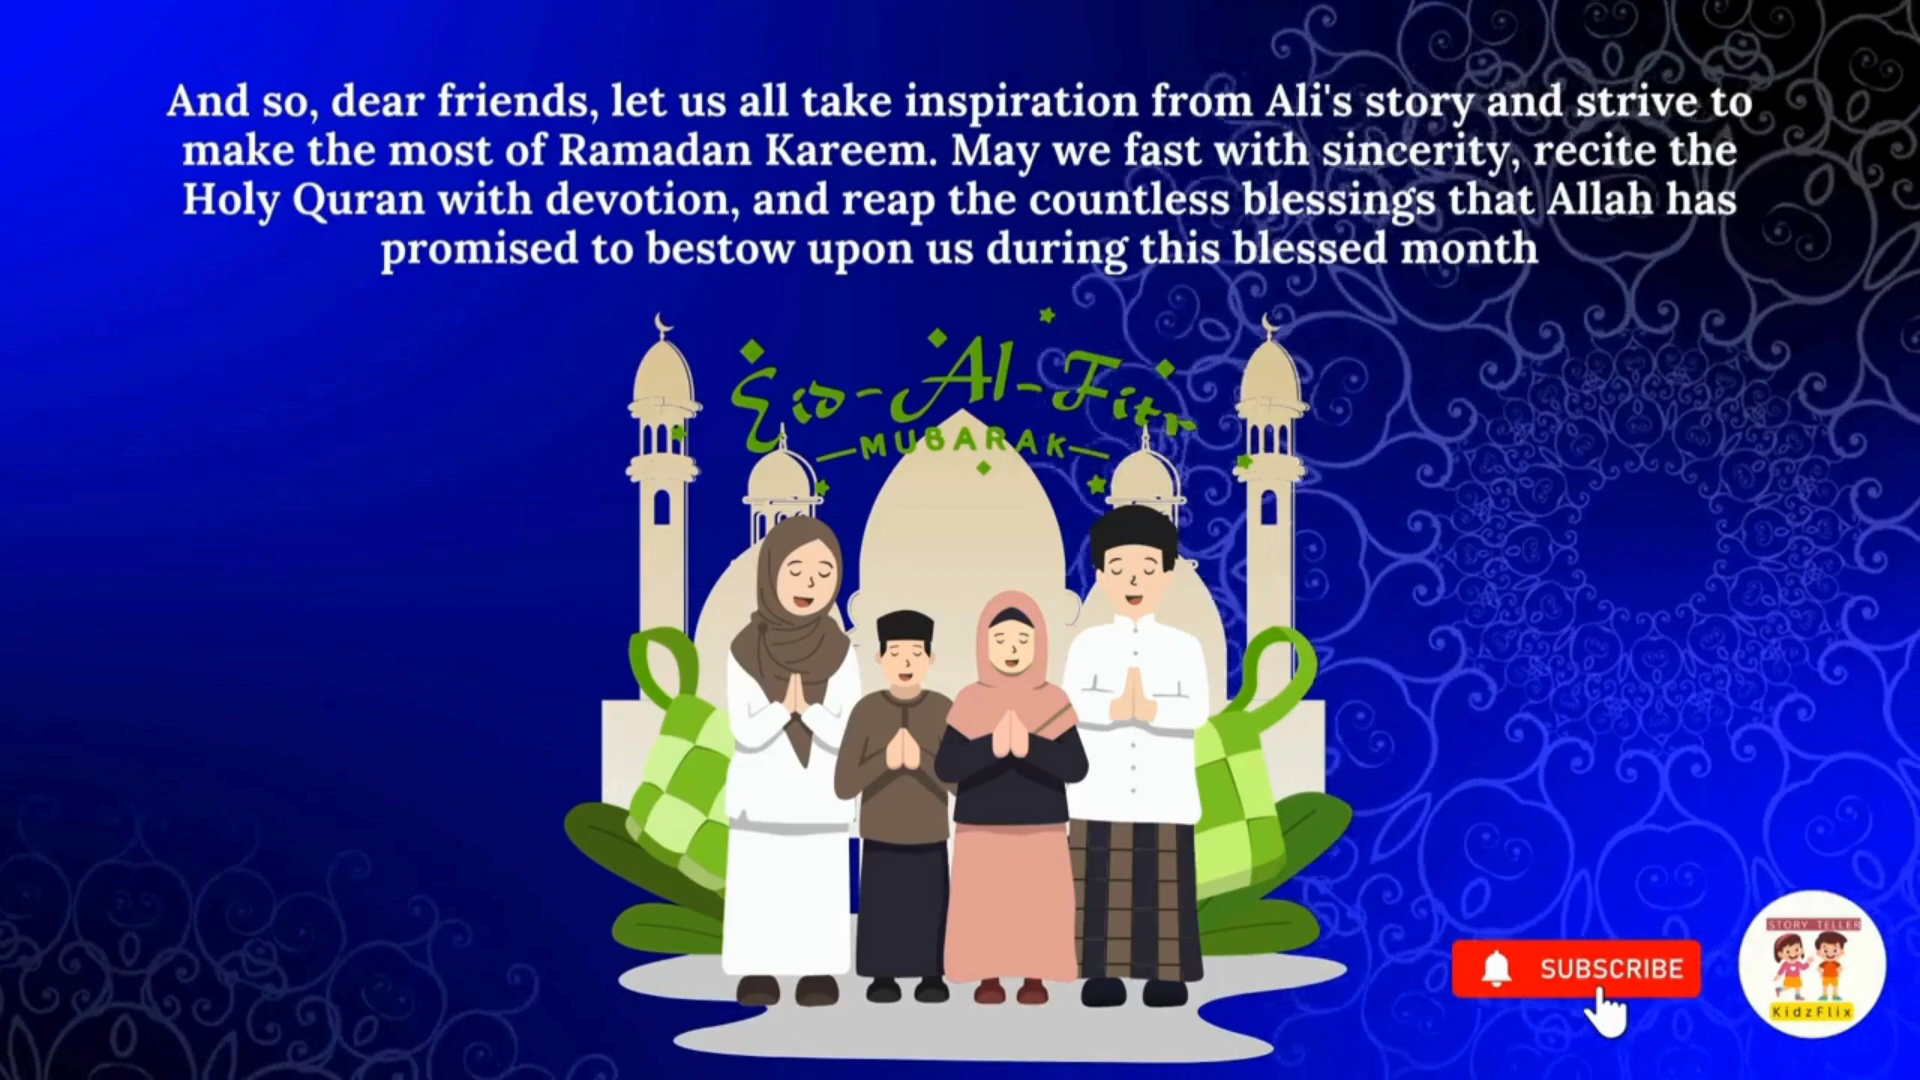 And so, dear friends, let us all take inspiration from Ali's story and strive to
make the most of Ramadan Kareem. May we fast with sincerity, recite the
Holy Quran with devotion, and reap the countless blessings that Allah has
promised to bestow upon us during this blessed month
Eid-Al-Fitr
MUBARAK
SUBSCRIBE
STORY TELLER
KidzFlix